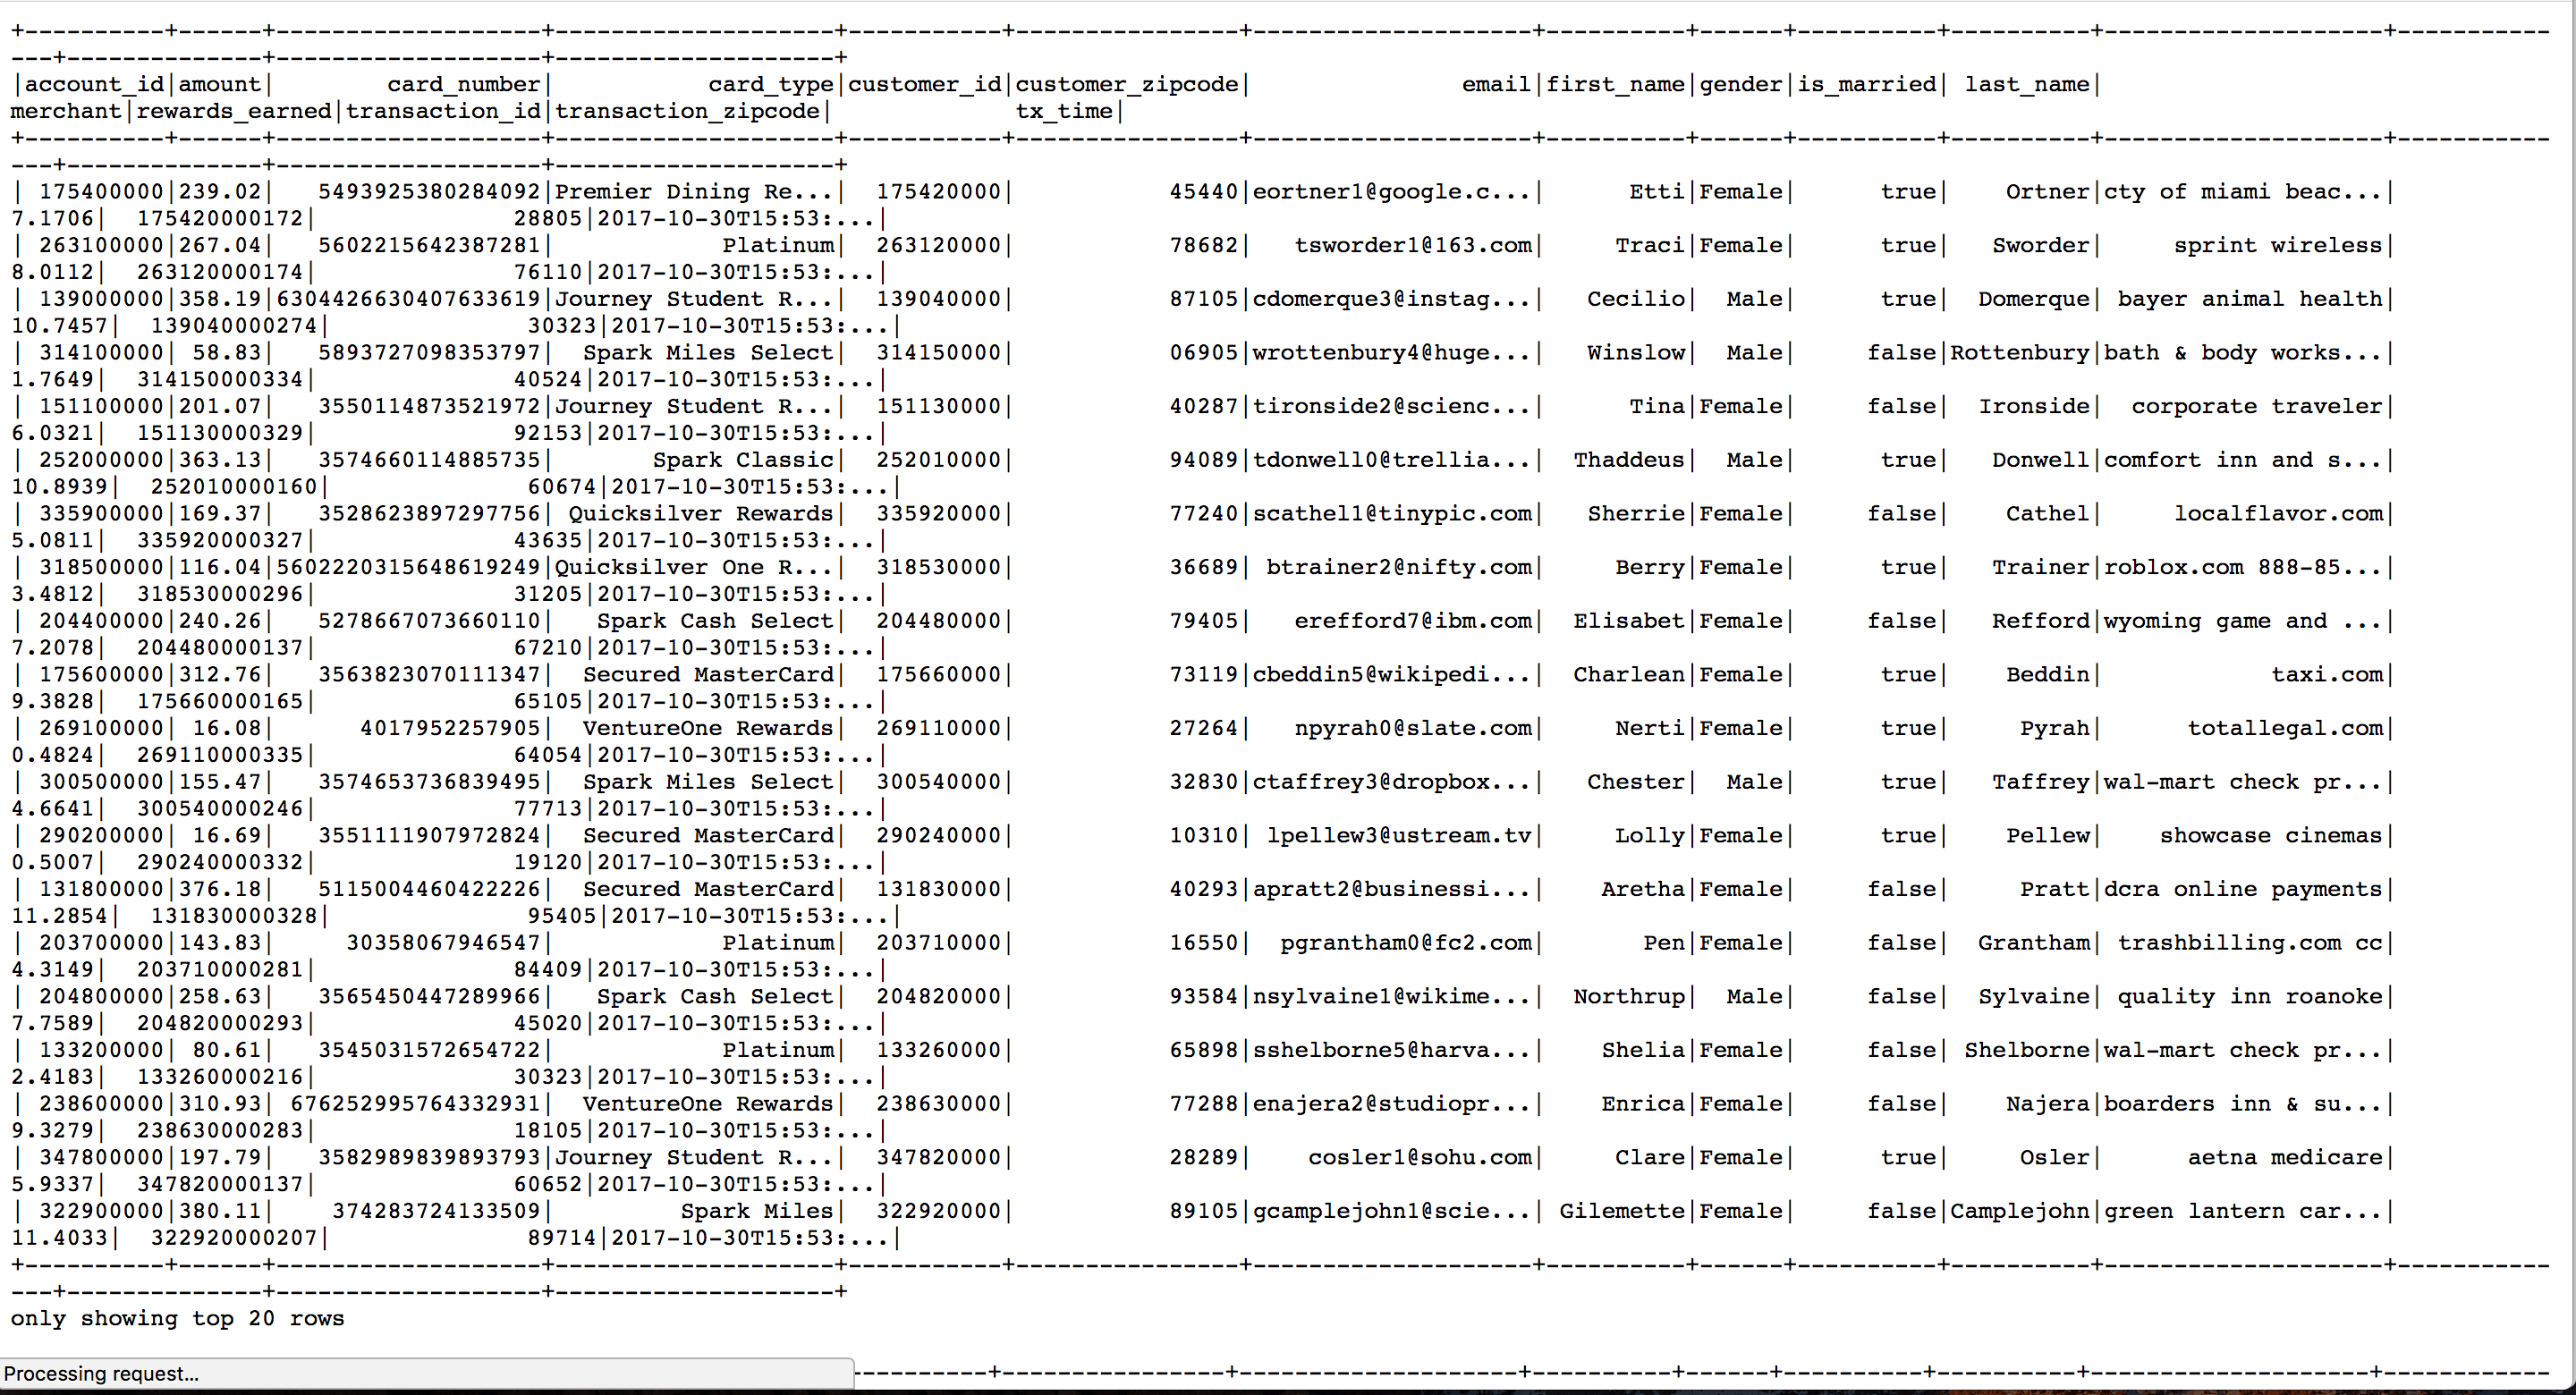 +----------+------+-------------------+--------------------+-----------+----------------+--------------------+----------+------+----------+----------+--------------------+-----------
---+--------------+-------------------+--------------------+
|account_id|amount|        card_number|           card_type|customer_id|customer_zipcode|               email|first_name|gender|is_married| last_name|
merchant|rewards_earned|transaction_id|transaction_zipcode|             tx_time|
+----------+------+-------------------+--------------------+-----------+----------------+--------------------+----------+------+----------+----------+--------------------+-----------
---+--------------+-------------------+--------------------+
| 175400000|239.02|   5493925380284092|Premier Dining Re...|  175420000|           45440|eortner1@google.c...|      Etti|Female|      true|    Ortner|cty of miami beac...|
7.1706|  175420000172|              28805|2017-10-30T15:53:...|
| 263100000|267.04|   5602215642387281|            Platinum|  263120000|           78682|   tsworder1@163.com|     Traci|Female|      true|   Sworder|     sprint wireless|
8.0112|  263120000174|              76110|2017-10-30T15:53:...|
| 139000000|358.19|6304426630407633619|Journey Student R...|  139040000|           87105|cdomerque3@instag...|   Cecilio|  Male|      true|  Domerque| bayer animal health|
10.7457|  139040000274|              30323|2017-10-30T15:53:...|
| 314100000| 58.83|   5893727098353797|  Spark Miles Select|  314150000|           06905|wrottenbury4@huge...|   Winslow|  Male|     false|Rottenbury|bath & body works...|
1.7649|  314150000334|              40524|2017-10-30T15:53:...|
| 151100000|201.07|   3550114873521972|Journey Student R...|  151130000|           40287|tironside2@scienc...|      Tina|Female|     false|  Ironside|  corporate traveler|
6.0321|  151130000329|              92153|2017-10-30T15:53:...|
| 252000000|363.13|   3574660114885735|       Spark Classic|  252010000|           94089|tdonwell0@trellia...|  Thaddeus|  Male|      true|   Donwell|comfort inn and s...|
10.8939|  252010000160|              60674|2017-10-30T15:53:...|
| 335900000|169.37|   3528623897297756| Quicksilver Rewards|  335920000|           77240|scathel1@tinypic.com|   Sherrie|Female|     false|    Cathel|     localflavor.com|
5.0811|  335920000327|              43635|2017-10-30T15:53:...|
| 318500000|116.04|5602220315648619249|Quicksilver One R...|  318530000|           36689| btrainer2@nifty.com|     Berry|Female|      true|   Trainer|roblox.com 888-85...|
3.4812|  318530000296|              31205|2017-10-30T15:53:...|
| 204400000|240.26|   5278667073660110|   Spark Cash Select|  204480000|           79405|   erefford7@ibm.com|  Elisabet|Female|     false|   Refford|wyoming game and ...|
7.2078|  204480000137|              67210|2017-10-30T15:53:...|
| 175600000|312.76|   3563823070111347|  Secured MasterCard|  175660000|           73119|cbeddin5@wikipedi...|  Charlean|Female|      true|    Beddin|            taxi.com|
9.3828|  175660000165|              65105|2017-10-30T15:53:...|
| 269100000| 16.08|      4017952257905|  VentureOne Rewards|  269110000|           27264|   npyrah0@slate.com|     Nerti|Female|      true|     Pyrah|      totallegal.com|
0.4824|  269110000335|              64054|2017-10-30T15:53:...|
| 300500000|155.47|   3574653736839495|  Spark Miles Select|  300540000|           32830|ctaffrey3@dropbox...|   Chester|  Male|      true|   Taffrey|wal-mart check pr...|
4.6641|  300540000246|              77713|2017-10-30T15:53:...|
| 290200000| 16.69|   3551111907972824|  Secured MasterCard|  290240000|           10310| lpellew3@ustream.tv|     Lolly|Female|      true|    Pellew|    showcase cinemas|
0.5007|  290240000332|              19120|2017-10-30T15:53:...|
| 131800000|376.18|   5115004460422226|  Secured MasterCard|  131830000|           40293|apratt2@businessi...|    Aretha|Female|     false|     Pratt|dcra online payments|
11.2854|  131830000328|              95405|2017-10-30T15:53:...|
| 203700000|143.83|     30358067946547|            Platinum|  203710000|           16550|  pgrantham0@fc2.com|       Pen|Female|     false|  Grantham| trashbilling.com cc|
4.3149|  203710000281|              84409|2017-10-30T15:53:...|
| 204800000|258.63|   3565450447289966|   Spark Cash Select|  204820000|           93584|nsylvaine1@wikime...|  Northrup|  Male|     false|  Sylvaine| quality inn roanoke|
7.7589|  204820000293|              45020|2017-10-30T15:53:...|
| 133200000| 80.61|   3545031572654722|            Platinum|  133260000|           65898|sshelborne5@harva...|    Shelia|Female|     false| Shelborne|wal-mart check pr...|
2.4183|  133260000216|              30323|2017-10-30T15:53:...|
| 238600000|310.93| 676252995764332931|  VentureOne Rewards|  238630000|           77288|enajera2@studiopr...|    Enrica|Female|     false|    Najera|boarders inn & su...|
9.3279|  238630000283|              18105|2017-10-30T15:53:...|
| 347800000|197.79|   3582989839893793|Journey Student R...|  347820000|           28289|    cosler1@sohu.com|     Clare|Female|      true|     Osler|      aetna medicare|
5.9337|  347820000137|              60652|2017-10-30T15:53:...|
| 322900000|380.11|    374283724133509|         Spark Miles|  322920000|           89105|gcamplejohn1@scie...| Gilemette|Female|     false|Camplejohn|green lantern car...|
11.4033|  322920000207|              89714|2017-10-30T15:53:...|
+----------+------+-------------------+--------------------+-----------+----------------+--------------------+----------+------+----------+----------+--------------------+-----------
---+--------------+-------------------+--------------------+
only showing top 20 rows
Processing request... ----------+----------------+--------------------+----------+------+----------+----------+--------------------+------------